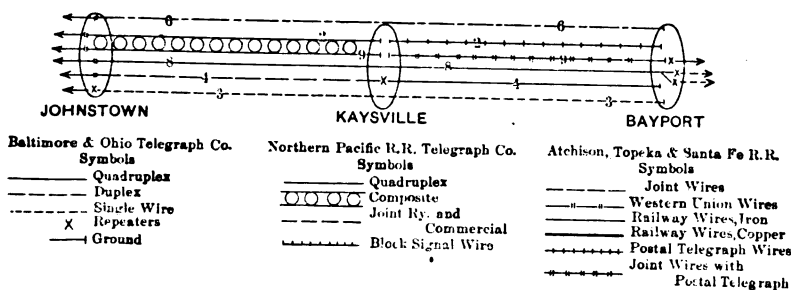 6 6
2 2
9 9
8 8
4 4
3 3
JOHNSTOWN KAYSVILLE BAYPORT
Baltimore & Ohio Telegraph Co.
Symbols
Quadruplex
Duplex
Single Wire
Repeaters
Ground
Northern Pacific R.R. Telegraph Co.
Symbols
Quadruplex
Composite
Joint Ry. and
Commercial
Block Signal Wire
Atchison, Topeka & Santa Fe R.R.
Symbols
Joint Wires
Western Union Wires
Railway Wires, Iron
Railway Wires, Copper
Postal Telegraph Wires
Joint Wires with
Postal Telegraph